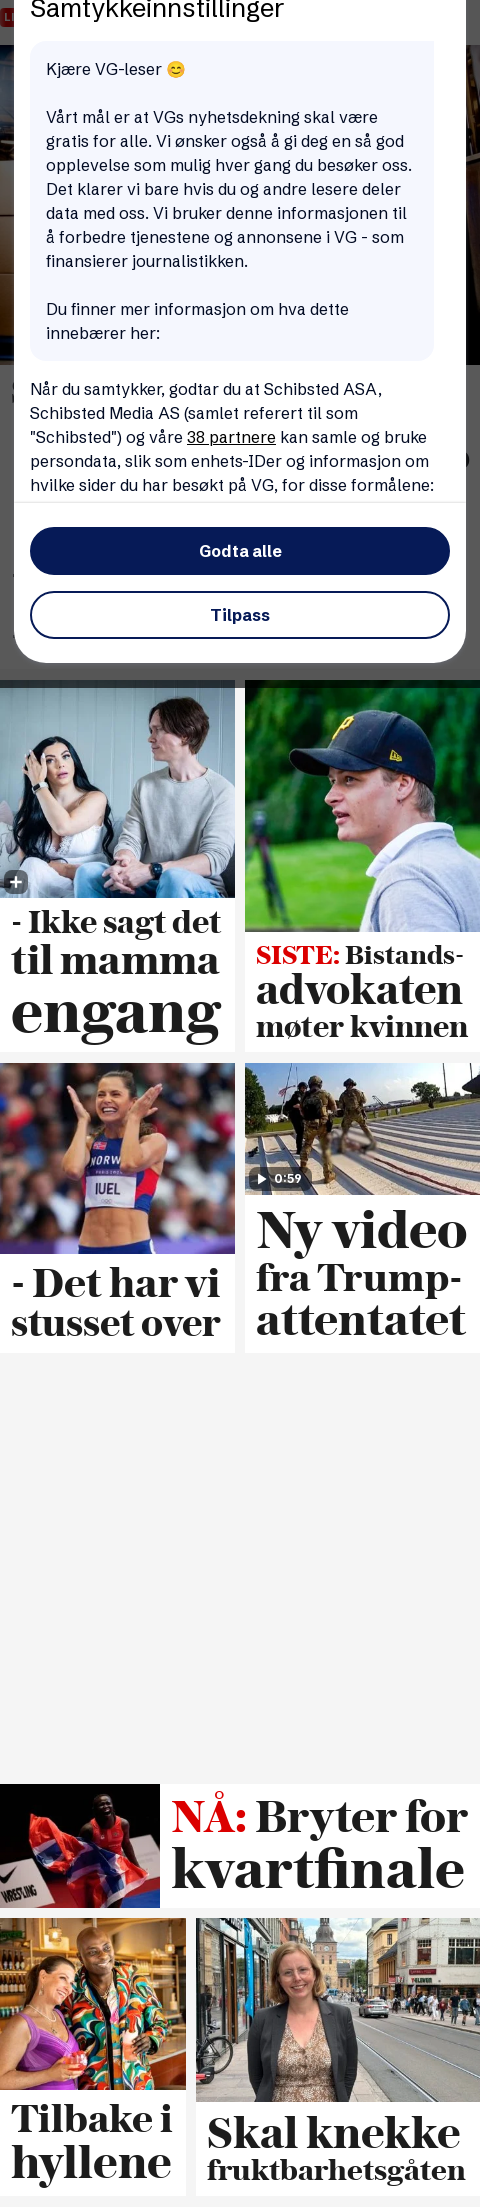 Samtykkeinnstillinger
Kjære VG-leser 😊
Vårt mål er at VGs nyhetsdekning skal være
gratis for alle. Vi ønsker også å gi deg en så god
opplevelse som mulig hver gang du besøker oss.
Det klarer vi bare hvis du og andre lesere deler
data med oss. Vi bruker denne informasjonen til
å forbedre tjenestene og annonsene i VG - som
finansierer journalistikken.
Du finner mer informasjon om hva dette
innebærer her:
Når du samtykker, godtar du at Schibsted ASA,
Schibsted Media AS (samlet referert til som
"Schibsted") og våre 38 partnere kan samle og bruke
persondata, slik som enhets-IDer og informasjon om
hvilke sider du har besøkt på VG, for disse formålene:
Godta alle
Tilpass
- Ikke sagt det
til mamma
engang
SISTE: Bistands-
advokaten
møter kvinnen
NORW
IUEL
- Det har vi
stusset over
0:59
Ny video
fra Trump-
attentatet
WRESTLING
NÅ: Bryter for
kvartfinale
Tilbake i
hyllene
Skal knekke
fruktbarhetsgåten